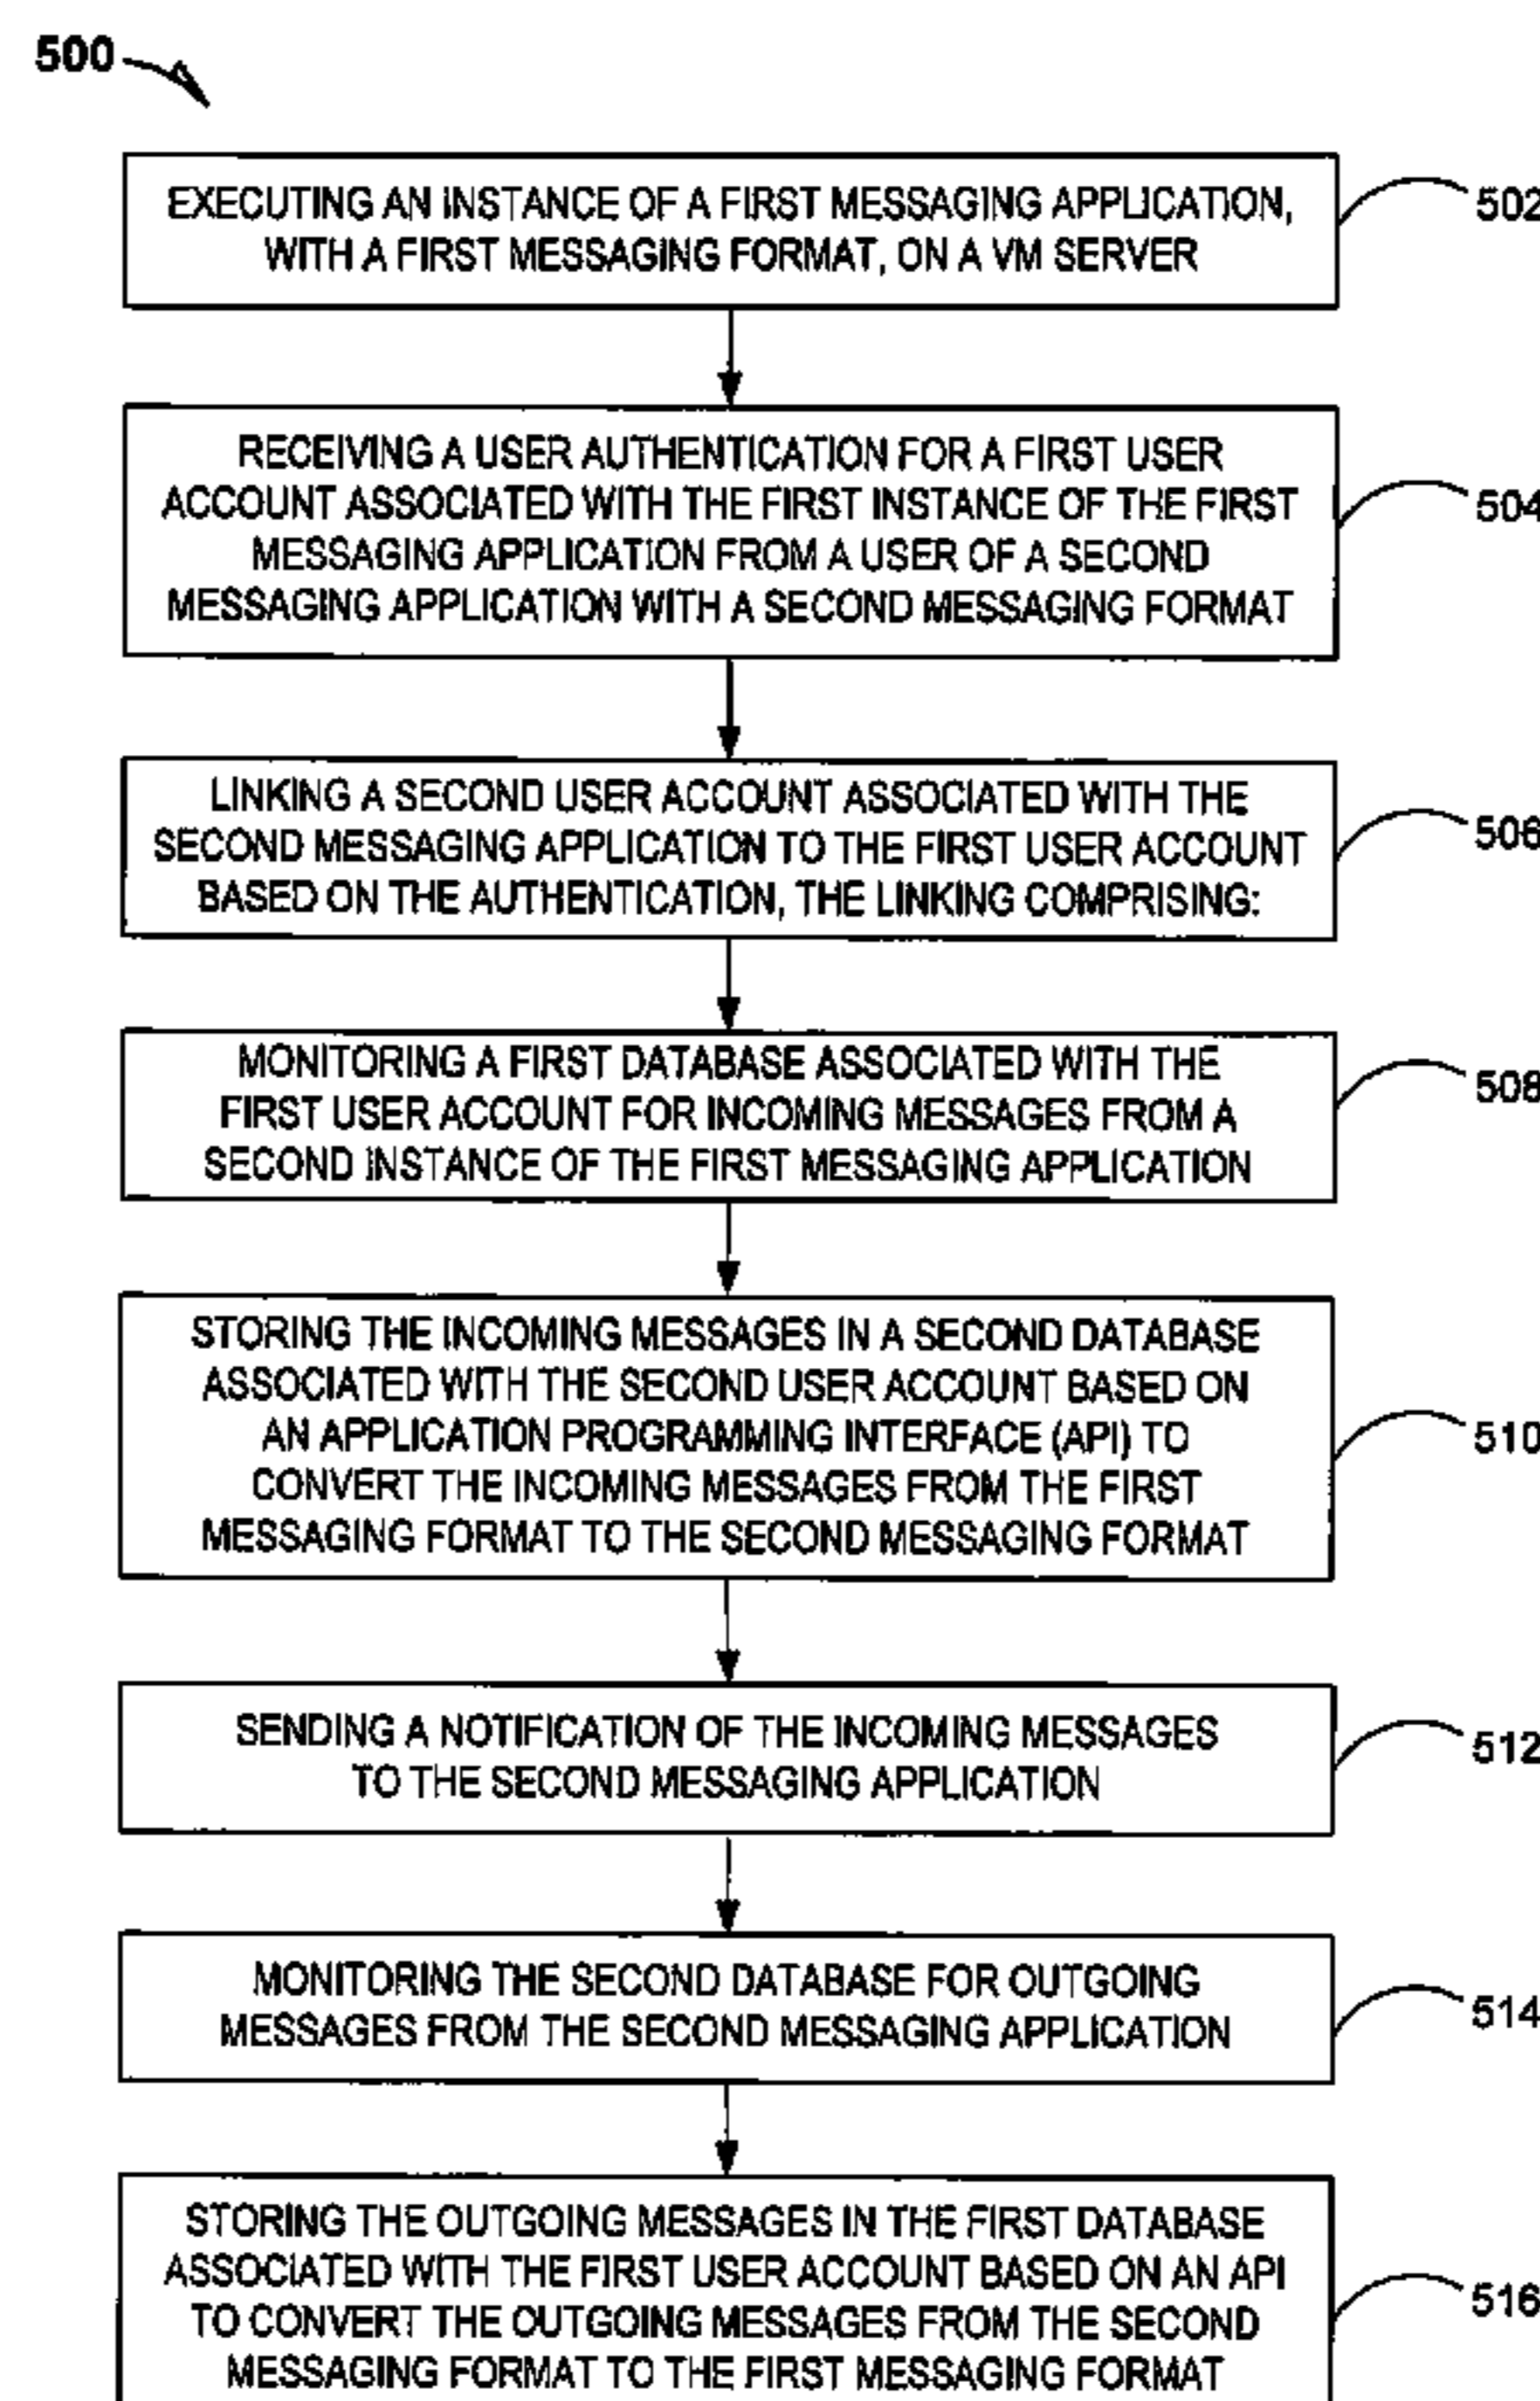 500
EXECUTING AN INSTANCE OF A FIRST MESSAGING APPLICATION,
WITH A FIRST MESSAGING FORMAT, ON A VM SERVER
502
RECEIVING A USER AUTHENTICATION FOR A FIRST USER
ACCOUNT ASSOCIATED WITH THE FIRST INSTANCE OF THE FIRST
MESSAGING APPLICATION FROM A USER OF A SECOND
MESSAGING APPLICATION WITH A SECOND MESSAGING FORMAT
504
LINKING A SECOND USER ACCOUNT ASSOCIATED WITH THE
SECOND MESSAGING APPLICATION TO THE FIRST USER ACCOUNT
BASED ON THE AUTHENTICATION, THE LINKING COMPRISING:
506
MONITORING A FIRST DATABASE ASSOCIATED WITH THE
FIRST USER ACCOUNT FOR INCOMING MESSAGES FROM A
SECOND INSTANCE OF THE FIRST MESSAGING APPLICATION
508
STORING THE INCOMING MESSAGES IN A SECOND DATABASE
ASSOCIATED WITH THE SECOND USER ACCOUNT BASED ON
AN APPLICATION PROGRAMMING INTERFACE (API) TO
CONVERT THE INCOMING MESSAGES FROM THE FIRST
MESSAGING FORMAT TO THE SECOND MESSAGING FORMAT
510
SENDING A NOTIFICATION OF THE INCOMING MESSAGES
TO THE SECOND MESSAGING APPLICATION
512
MONITORING THE SECOND DATABASE FOR OUTGOING
MESSAGES FROM THE SECOND MESSAGING APPLICATION
514
STORING THE OUTGOING MESSAGES IN THE FIRST DATABASE
ASSOCIATED WITH THE FIRST USER ACCOUNT BASED ON AN API
TO CONVERT THE OUTGOING MESSAGES FROM THE SECOND
MESSAGING FORMAT TO THE FIRST MESSAGING FORMAT
516